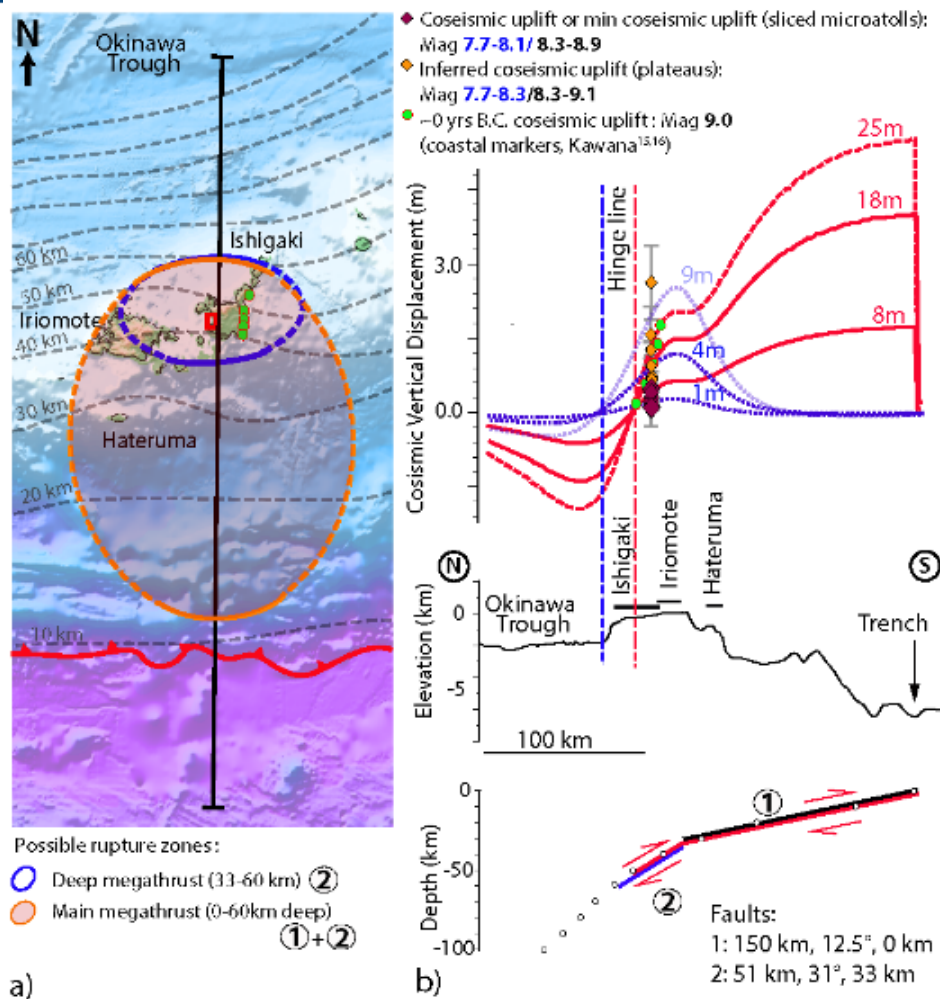 N
Okinawa
Trough
Ishigaki
60 km
50 km
Iriomote
40 km
30 km
Hateruma
20 km
10 km
Possible rupture zones :
Deep megathrust (33-60 km) ②
Main megathrust (0-60km deep)
①+②
a)
Coseismic uplift or min coseismic uplift (sliced microatolls):
Mag 7.7-8.1/ 8.3-8.9
Inferred coseismic uplift (plateaus):
Mag 7.7-8.3/8.3-9.1
~0 yrs B.C. coseismic uplift : Mag 9.0
(coastal markers, Kawana15,16)
25m
18m
Hinge line
3.0
9m
8m
4m
1m
0.0
Cosismic Vertical Displacement (m)
Ishigaki
Iriomote
Hateruma
N
S
Okinawa
Trough
Trench
0
-5
Elevation (km)
100 km
0
①
-50
②
Depth (km)
Faults:
-100
1: 150 km, 12.5°, 0 km
2: 51 km, 31°, 33 km
b)